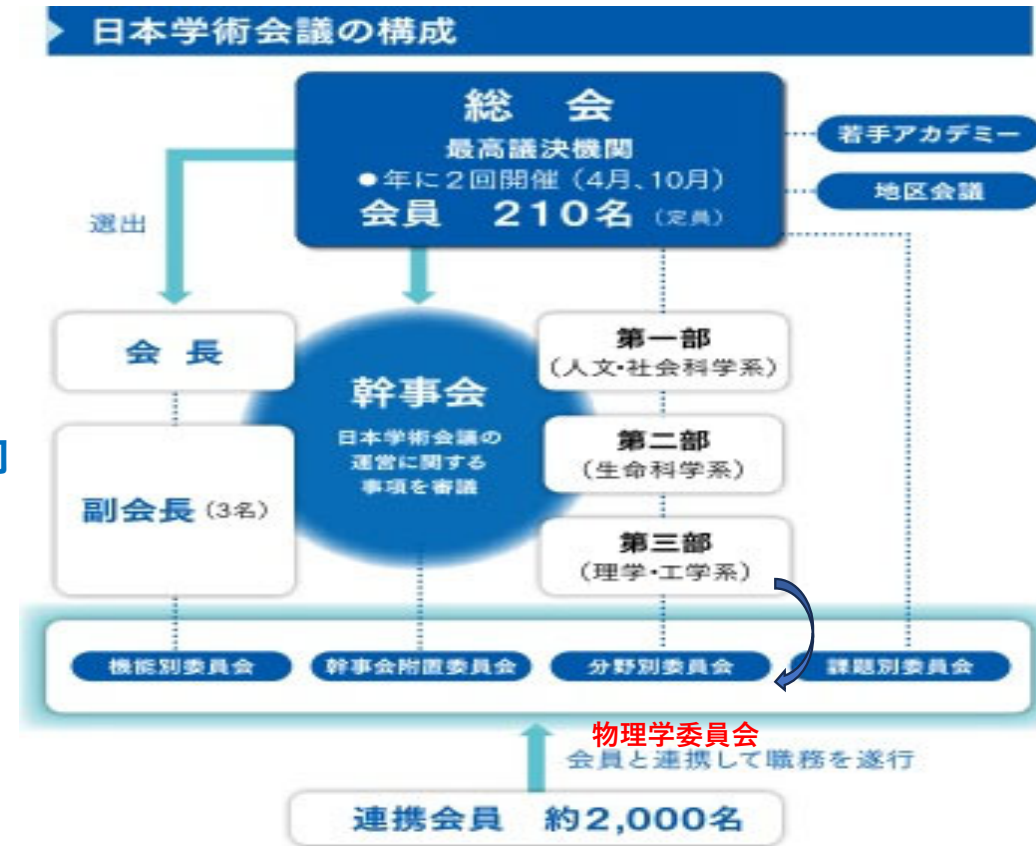 日本学術会議の構成
総 会
最高議決機関
●年に2回開催（4月、10月）
会員 210名（定員）
若手アカデミー
地区会議
選出
会 長
副会長（3名）
幹事会
日本学術会議の
運営に関する
事項を審議
第一部
（人文・社会科学系）
第二部
（生命科学系）
第三部
（理学・工学系）
機能別委員会
幹事会附置委員会
分野別委員会
課題別委員会
物理学委員会
会員と連携して職務を遂行
連携会員 約2,000名